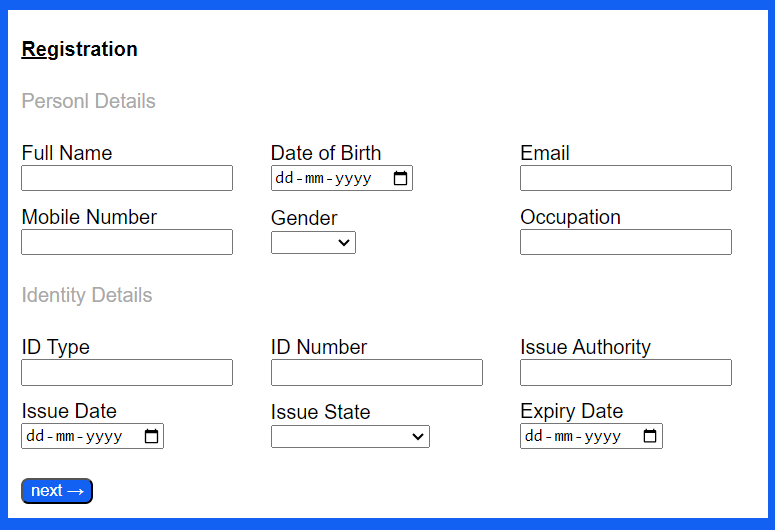 Registration
Personl Details
Full Name Date of Birth Email
dd-mm-yyyy
Mobile Number Gender Occupation
Identity Details
ID Type ID Number Issue Authority
Issue Date Issue State Expiry Date
dd-mm-yyyy dd-mm-yyyy
next →